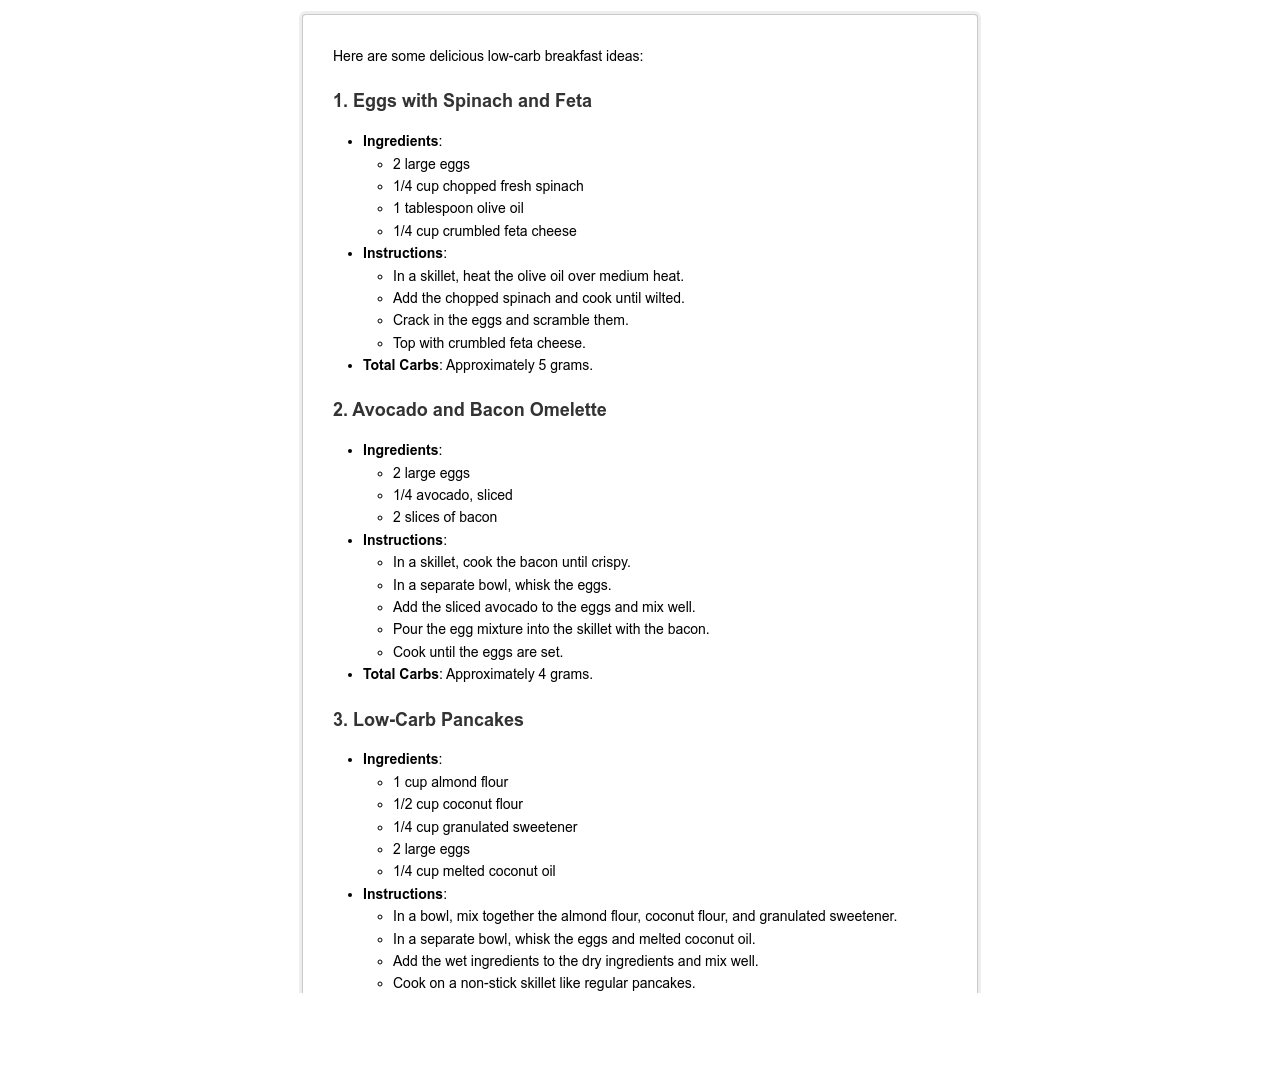 Here are some delicious low-carb breakfast ideas:
1. Eggs with Spinach and Feta
• Ingredients:
◦ 2 large eggs
◦ 1/4 cup chopped fresh spinach
◦ 1 tablespoon olive oil
◦ 1/4 cup crumbled feta cheese
• Instructions:
◦ In a skillet, heat the olive oil over medium heat.
◦ Add the chopped spinach and cook until wilted.
◦ Crack in the eggs and scramble them.
◦ Top with crumbled feta cheese.
• Total Carbs: Approximately 5 grams.
2. Avocado and Bacon Omelette
• Ingredients:
◦ 2 large eggs
◦ 1/4 avocado, sliced
◦ 2 slices of bacon
• Instructions:
◦ In a skillet, cook the bacon until crispy.
◦ In a separate bowl, whisk the eggs.
◦ Add the sliced avocado to the eggs and mix well.
◦ Pour the egg mixture into the skillet with the bacon.
◦ Cook until the eggs are set.
• Total Carbs: Approximately 4 grams.
3. Low-Carb Pancakes
• Ingredients:
◦ 1 cup almond flour
◦ 1/2 cup coconut flour
◦ 1/4 cup granulated sweetener
◦ 2 large eggs
◦ 1/4 cup melted coconut oil
• Instructions:
◦ In a bowl, mix together the almond flour, coconut flour, and granulated sweetener.
◦ In a separate bowl, whisk the eggs and melted coconut oil.
◦ Add the wet ingredients to the dry ingredients and mix well.
◦ Cook on a non-stick skillet like regular pancakes.